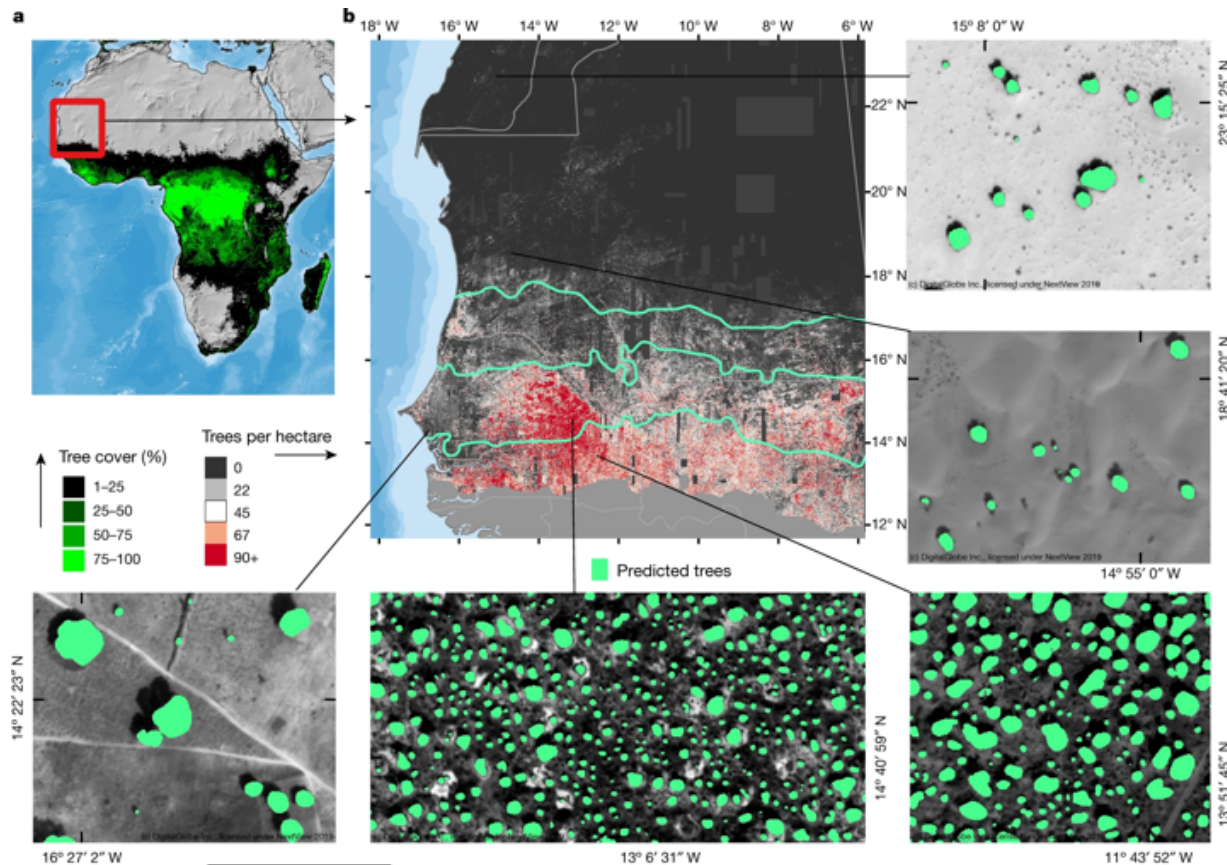 a
b
18° W
16° W
14° W
12° W
10° W
8° W
6° W
15° 8′ 0″ W
22° N
20° N
18° N
16° N
14° N
12° N
23° 15′ 25″ N
(c) DigitalGlobe Inc., licensed under NextView 2019
18° 41′ 20″ N
(c) DigitalGlobe Inc., licensed under NextView 2019
14° 55′ 0″ W
Tree cover (%)
1–25
25–50
50–75
75–100
Trees per hectare
0
22
45
67
90+
Predicted trees
14° 22′ 23″ N
(c) DigitalGlobe Inc., licensed under NextView 2019
16° 27′ 2″ W
14° 40′ 59″ N
13° 6′ 31″ W
13° 51′ 45″ N
11° 43′ 52″ W